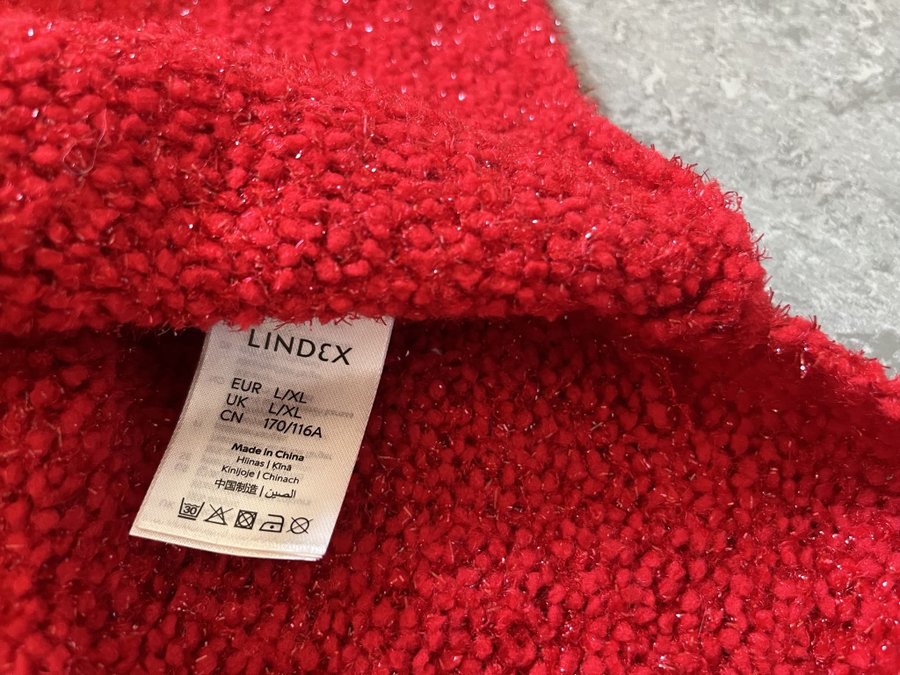 LINDEX
EUR L/XL
UK L/XL
CN 170/116A
Made in China
Hiinas | Ķīnā
Kinijoje | Chinach
中国制造 | الصين
30